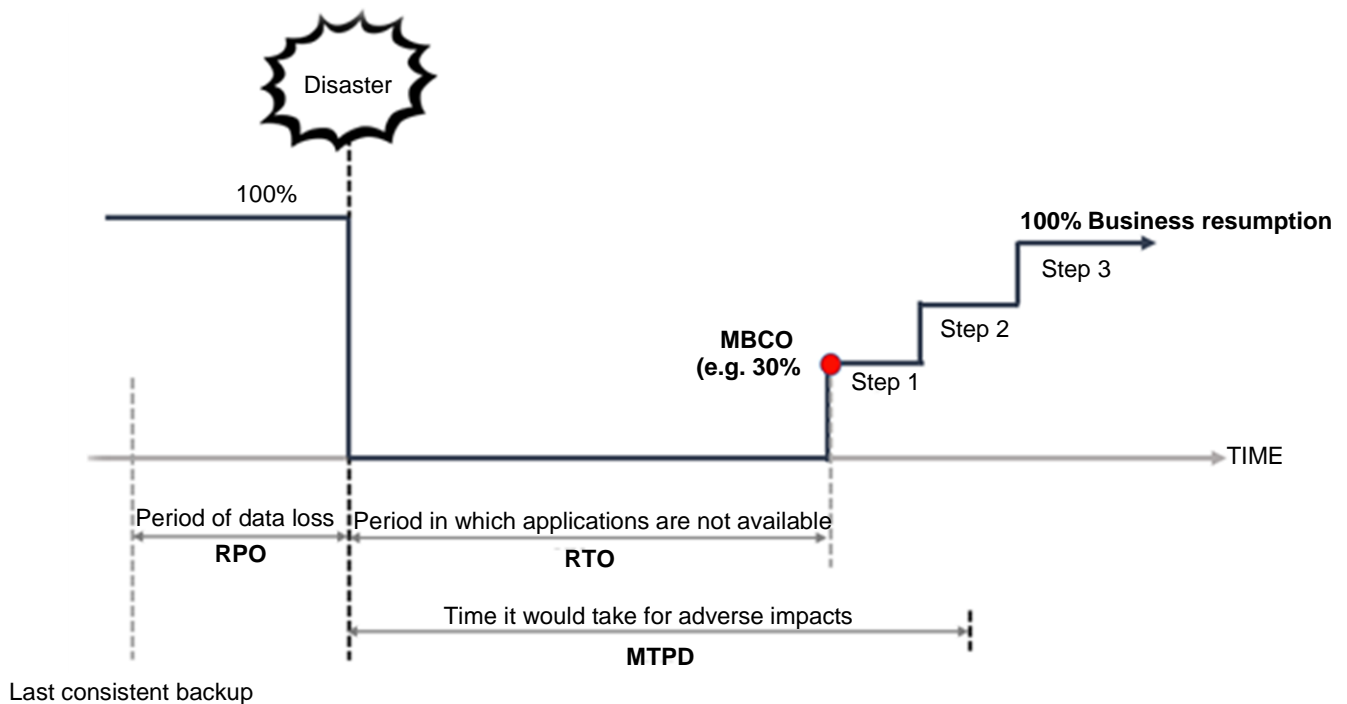 Disaster
100%
100% Business resumption
Step 3
Step 2
MBCO
(e.g. 30%
Step 1
TIME
Period of data loss
RPO
Period in which applications are not available
RTO
Time it would take for adverse impacts
MTPD
Last consistent backup